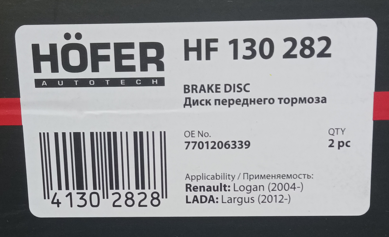 HÖFER
AUTOTECH
HF 130 282
BRAKE DISC
Диск переднего тормоза
OE No.
7701206339
QTY
2 pc
4130 2828
Applicability / Применяемость:
Renault: Logan (2004-)
LADA: Largus (2012-)